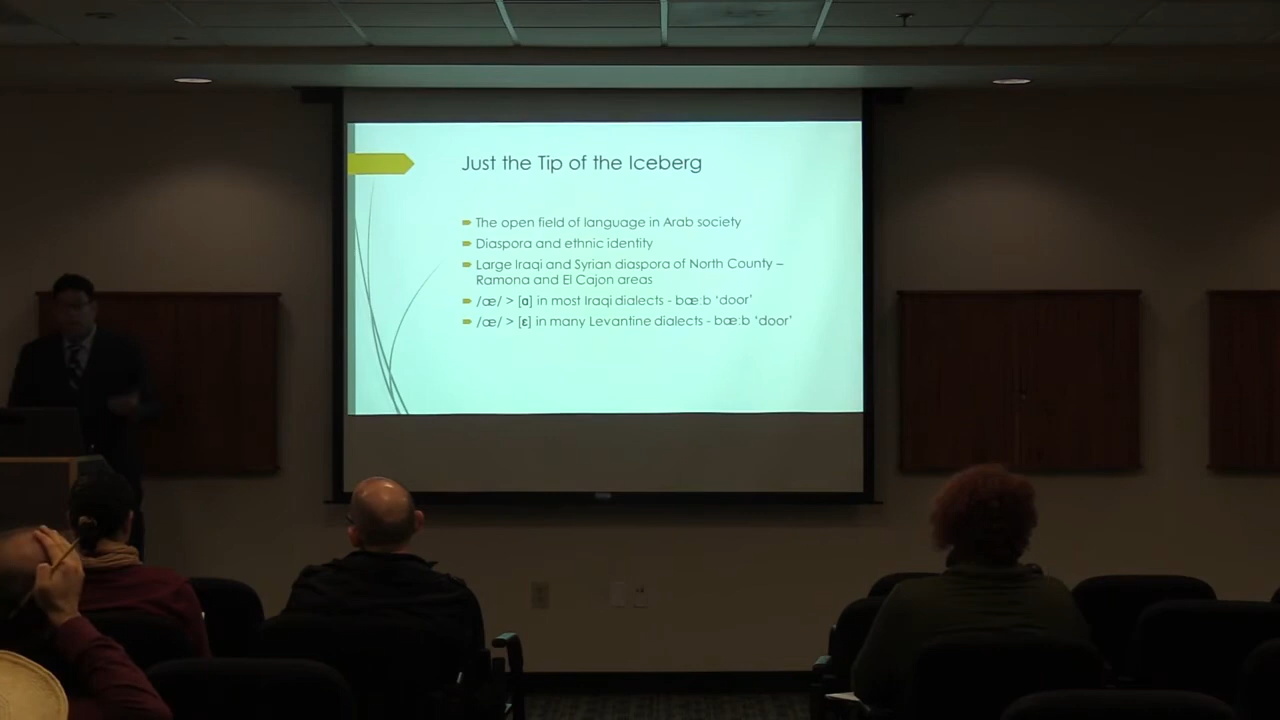 Just the Tip of the Iceberg
The open field of language in Arab society
Diaspora and ethnic identity
Large Iraqi and Syrian diaspora of North County –
Ramona and El Cajon areas
/æ/ > [ɑ] in most Iraqi dialects - bæːb ‘door’
/æ/ > [ɛ] in many Levantine dialects - bæːb ‘door’